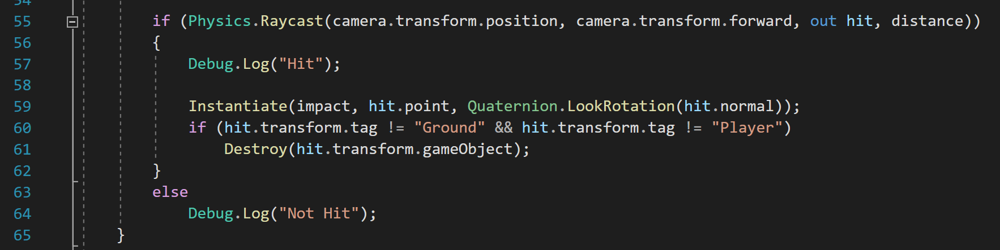 54
55 if (Physics.Raycast(camera.transform.position, camera.transform.forward, out hit, distance))
56 {
57 Debug.Log("Hit");
58
59 Instantiate(impact, hit.point, Quaternion.LookRotation(hit.normal));
60 if (hit.transform.tag != "Ground" && hit.transform.tag != "Player")
61 Destroy(hit.transform.gameObject);
62 }
63 else
64 Debug.Log("Not Hit");
65 }